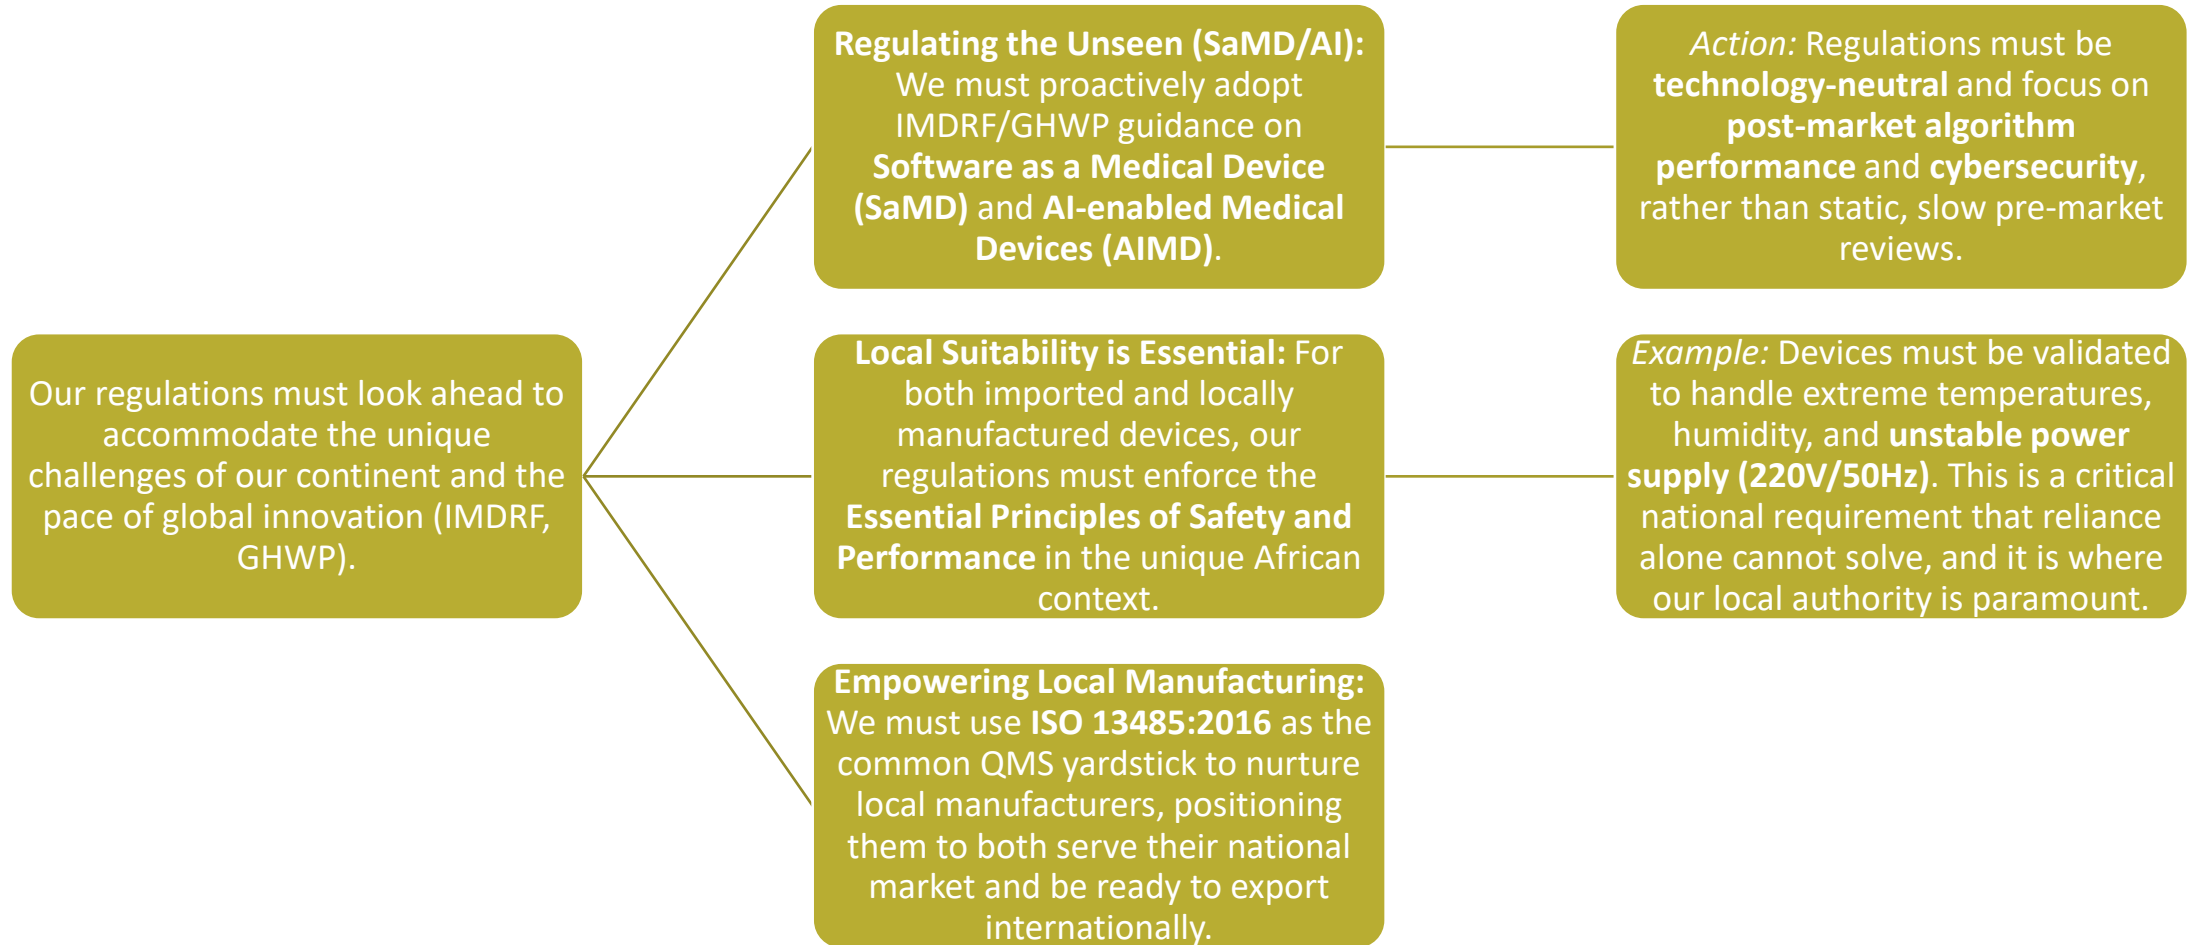 Our regulations must look ahead to
accommodate the unique
challenges of our continent and the
pace of global innovation (IMDRF,
GHWP).
Regulating the Unseen (SaMD/AI):
We must proactively adopt
IMDRF/GHWP guidance on
Software as a Medical Device
(SaMD) and AI-enabled Medical
Devices (AIMD).
Action: Regulations must be
technology-neutral and focus on
post-market algorithm
performance and cybersecurity,
rather than static, slow pre-market
reviews.
Local Suitability is Essential: For
both imported and locally
manufactured devices, our
regulations must enforce the
Essential Principles of Safety and
Performance in the unique African
context.
Example: Devices must be validated
to handle extreme temperatures,
humidity, and unstable power
supply (220V/50Hz). This is a critical
national requirement that reliance
alone cannot solve, and it is where
our local authority is paramount.
Empowering Local Manufacturing:
We must use ISO 13485:2016 as the
common QMS yardstick to nurture
local manufacturers, positioning
them to both serve their national
market and be ready to export
internationally.